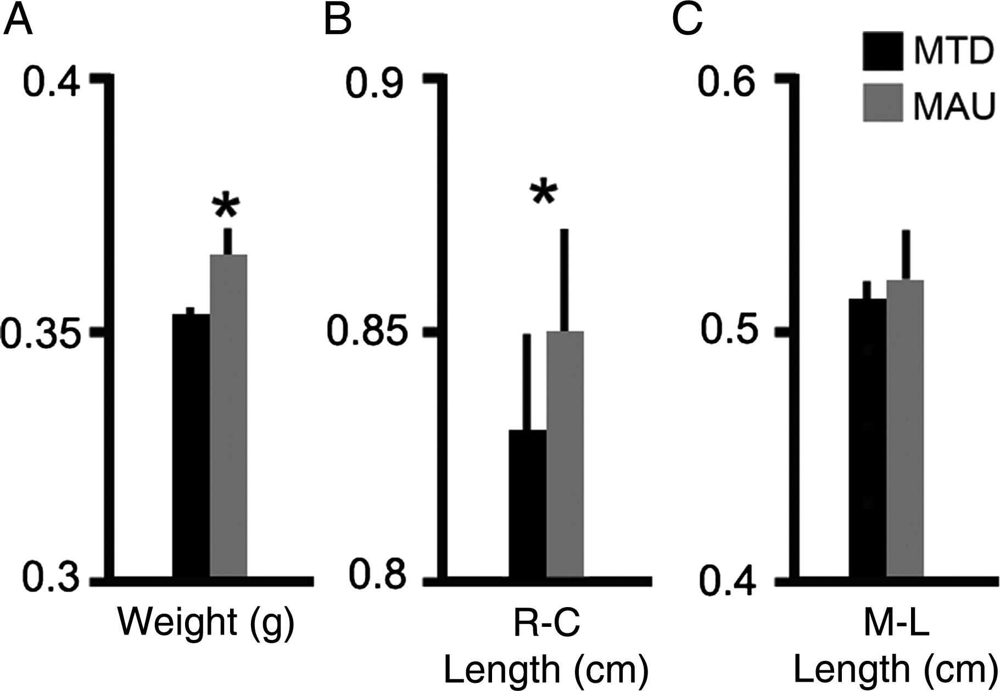 A
0.4
0.35
0.3
*
Weight (g)
B
0.9
0.85
0.8
*
R-C
Length (cm)
C
0.6
0.5
0.4
M-L
Length (cm)
MTD
MAU